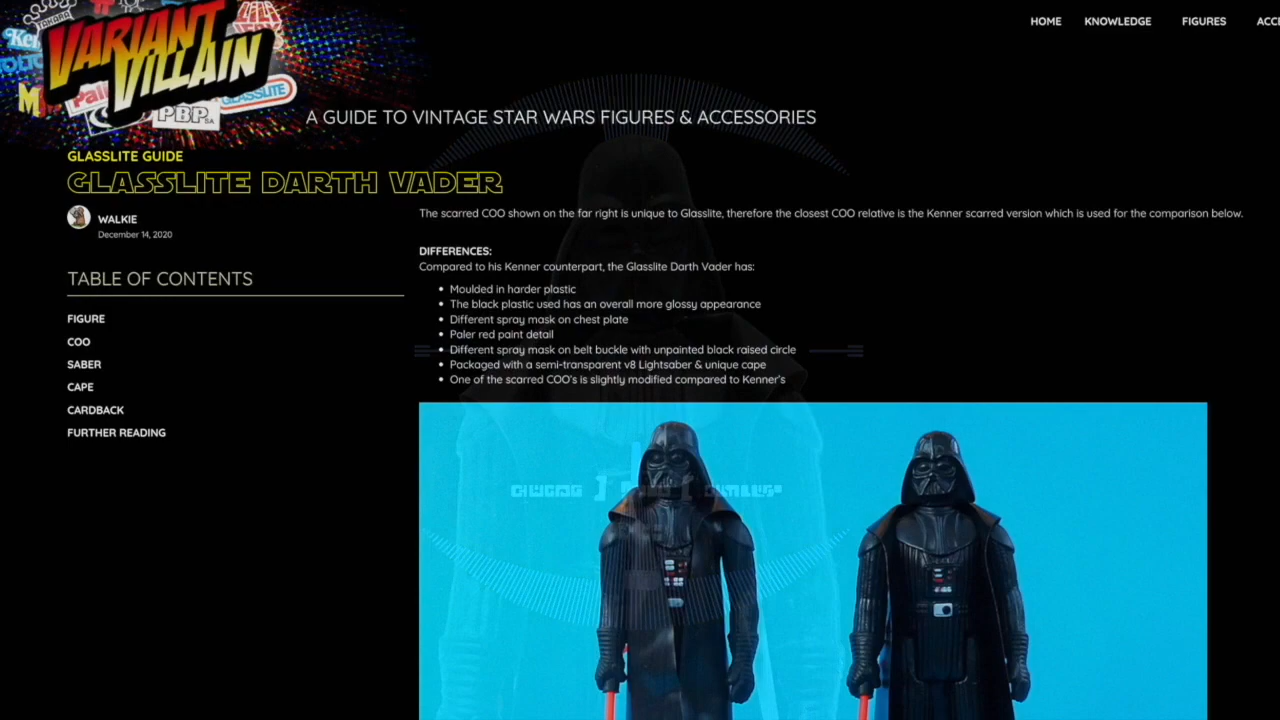 HOME KNOWLEDGE FIGURES
TAKARA
VARIANT
VILLAIN
GLASSLITE
PBP SA
A GUIDE TO VINTAGE STAR WARS FIGURES & ACCESSORIES
GLASSLITE GUIDE
GLASSLITE DARTH VADER
WALKIE
December 14, 2020
TABLE OF CONTENTS
FIGURE
COO
SABER
CAPE
CARDBACK
FURTHER READING
The scarred COO shown on the far right is unique to Glasslite, therefore the closest COO relative is the Kenner scarred version which is used for the comparison below.
DIFFERENCES:
Compared to his Kenner counterpart, the Glasslite Darth Vader has:
• Moulded in harder plastic
• The black plastic used has an overall more glossy appearance
• Different spray mask on chest plate
• Paler red paint detail
• Different spray mask on belt buckle with unpainted black raised circle
• Packaged with a semi-transparent v8 Lightsaber & unique cape
• One of the scarred COO's is slightly modified compared to Kenner's